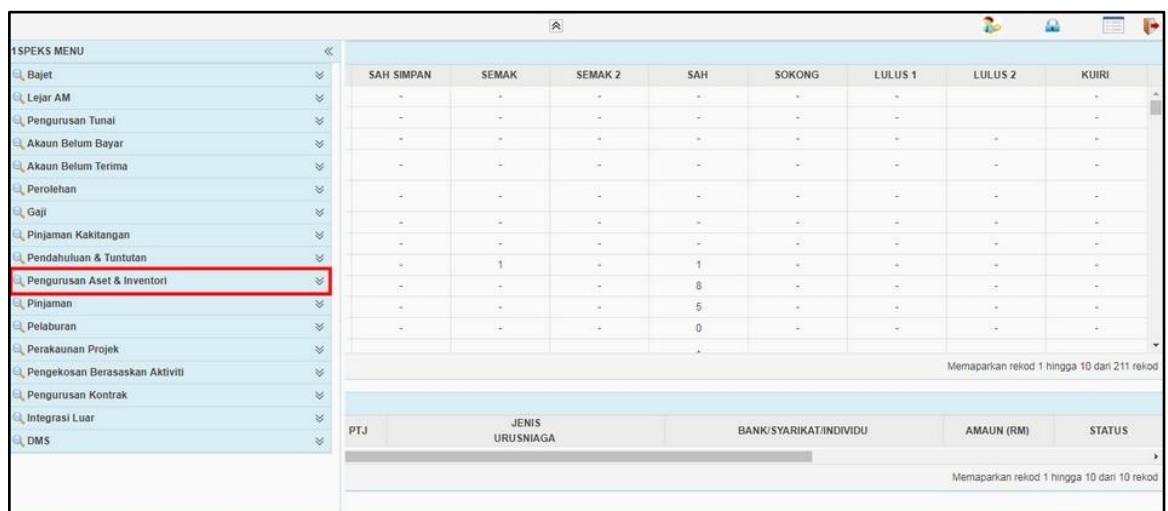 1SPEKS MENU
Bajet
Lejar AM
Pengurusan Tunai
Akaun Belum Bayar
Akaun Belum Terima
Perolehan
Gaji
Pinjaman Kakitangan
Pendahuluan & Tuntutan
Pengurusan Aset & Inventori
Pinjaman
Pelaburan
Perakaunan Projek
Pengekosan Berasaskan Aktiviti
Pengurusan Kontrak
Integrasi Luar
DMS
SAH SIMPAN SEMAK SEMAK 2 SAH SOKONG LULUS 1 LULUS 2 KUIRI
- - - - - - -
- - - - - - -
- - - - - - - -
- - - - - - - -
- - - - - - - -
- - - - - - - -
- - - - - - - -
- 1 - 1 - - - -
- - - 8 - - - -
- - - 5 - - - -
- - - 0 - - - -
Memaparkan rekod 1 hingga 10 dari 211 rekod
PTJ JENIS URUSNIAGA BANK/SYARIKAT/INDIVIDU AMAUN (RM) STATUS
Memaparkan rekod 1 hingga 10 dari 10 rekod